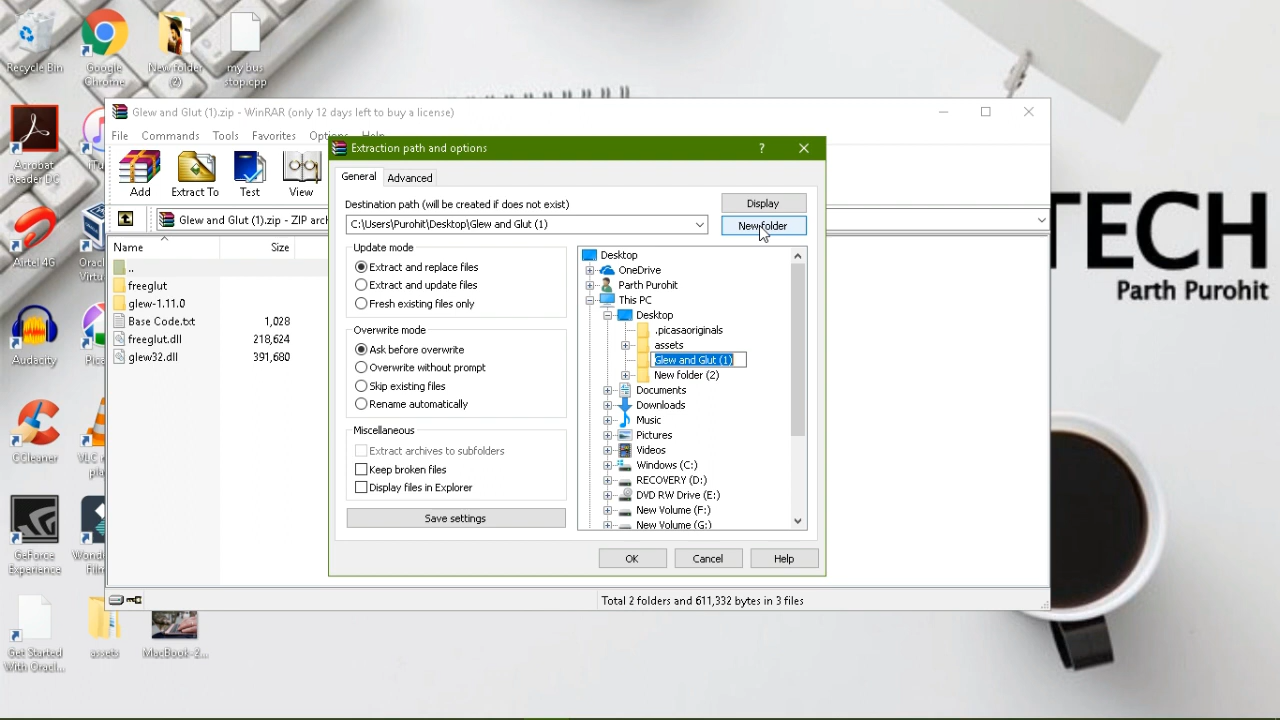 Recycle Bin
Google
Chrome
New folder
(2)
my bus
stop.cpp
TECH
Parth Purohit
Acrobat
Reader DC
Airtel 4G
Audacity
CCleaner
GeForce
Experience
Get Started
With Oracl...
assets
MacBook-2...
Glew and Glut (1).zip - WinRAR (only 12 days left to buy a license)
File Commands Tools Favorites Options Help
Add
Extract To
Test
View
Glew and Glut (1).zip - ZIP arch
Name
Size
..
freeglut
glew-1.11.0
Base Code.txt 1,028
freeglut.dll 218,624
glew32.dll 391,680
Total 2 folders and 611,332 bytes in 3 files
Extraction path and options
?
General
Advanced
Destination path (will be created if does not exist)
C:\Users\Purohit\Desktop\Glew and Glut (1)
Display
New folder
Update mode
Extract and replace files
Extract and update files
Fresh existing files only
Overwrite mode
Ask before overwrite
Overwrite without prompt
Skip existing files
Rename automatically
Miscellaneous
Extract archives to subfolders
Keep broken files
Display files in Explorer
Save settings
Desktop
OneDrive
Parth Purohit
This PC
Desktop
.picasaoriginals
assets
Glew and Glut (1)
New folder (2)
Documents
Downloads
Music
Pictures
Videos
Windows (C:)
RECOVERY (D:)
DVD RW Drive (E:)
New Volume (F:)
New Volume (G:)
OK
Cancel
Help